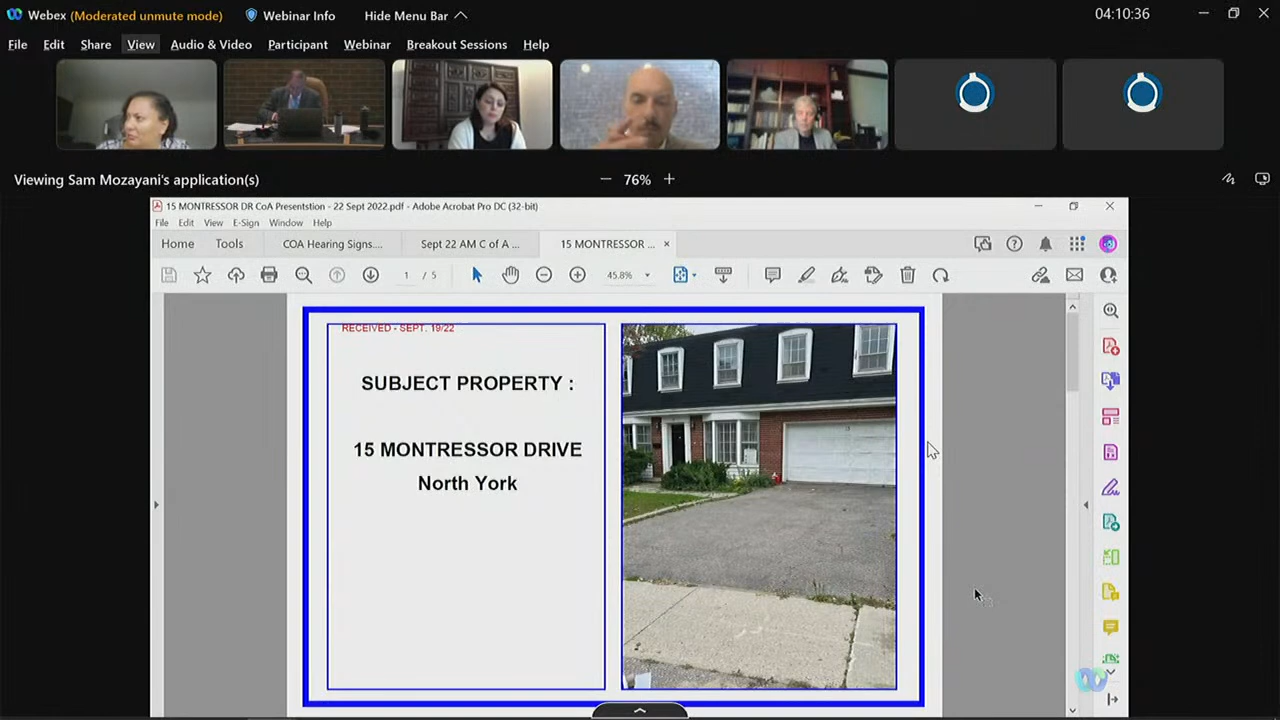 Webex (Moderated unmute mode) Webinar Info Hide Menu Bar 04:10:36
File Edit Share View Audio & Video Participant Webinar Breakout Sessions Help
Viewing Sam Mozayani's application(s) 76%
15 MONTRESSOR DR CoA Presentstion - 22 Sept 2022.pdf - Adobe Acrobat Pro DC (32-bit)
File Edit View E-Sign Window Help
Home Tools COA Hearing Signs.... Sept 22 AM C of A ... 15 MONTRESSOR ...
1 / 5 45.8%
RECEIVED - SEPT. 19/22
SUBJECT PROPERTY :
15 MONTRESSOR DRIVE
North York